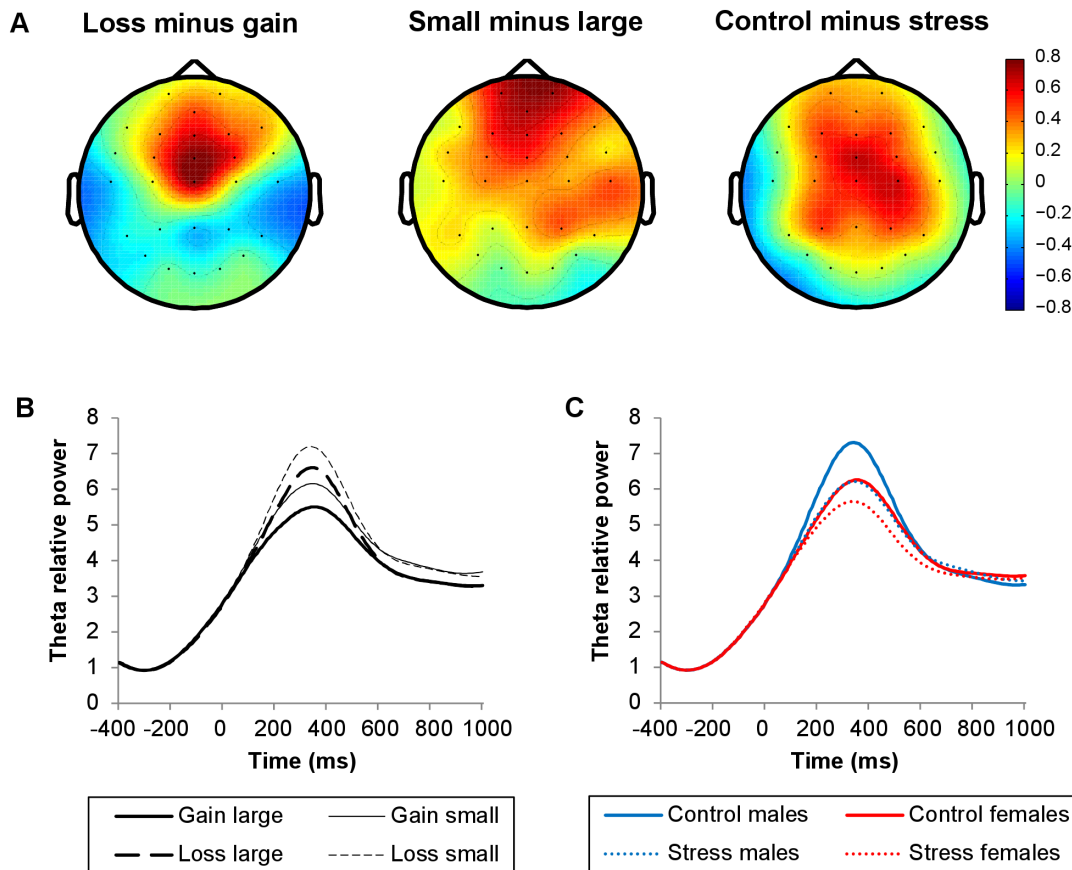 A
Loss minus gain
Small minus large
Control minus stress
0.8
0.6
0.4
0.2
0
−0.2
−0.4
−0.6
−0.8
B
Theta relative power
8
7
6
5
4
3
2
1
0
-400 -200 0 200 400 600 800 1000
Time (ms)
Gain large Gain small
Loss large Loss small
C
Theta relative power
8
7
6
5
4
3
2
1
0
-400 -200 0 200 400 600 800 1000
Time (ms)
Control males Control females
Stress males Stress females